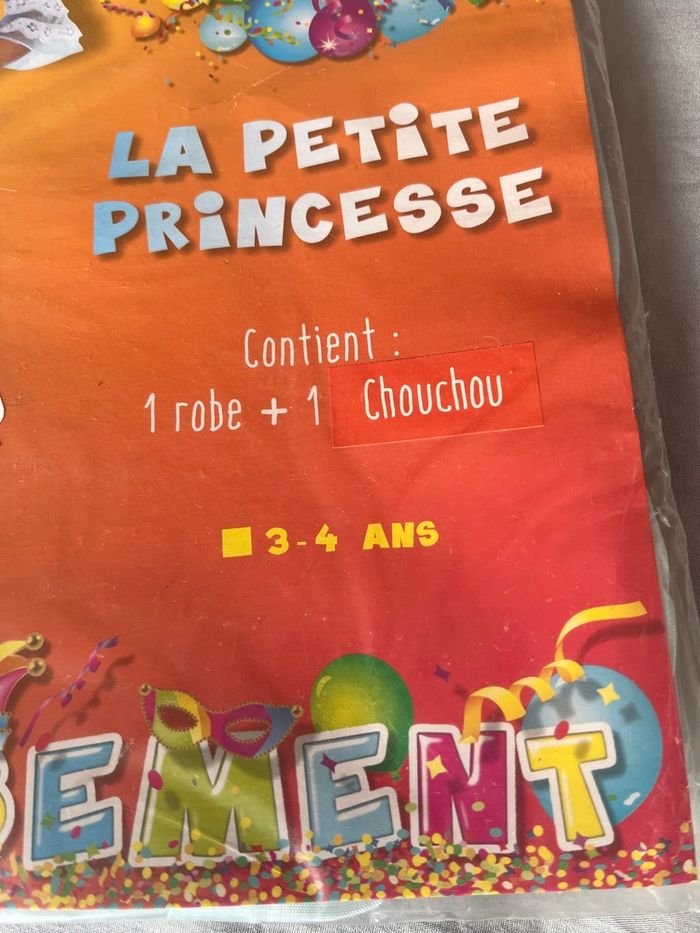 LA PETITE
PRINCESSE
Contient :
1 robe + 1 Chouchou
3-4 ANS
EMENT